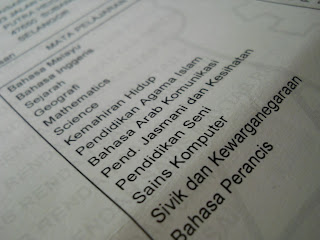 SELANGOR
MATA PELAJARAN
Bahasa Melayu
Bahasa Inggeris
Sejarah
Geografi
Mathematics
Science
Kemahiran Hidup
Pendidikan Agama Islam
Bahasa Arab Komunikasi
Pend. Jasmani dan Kesihatan
Pendidikan Seni
Sains Komputer
Sivik dan Kewarganegaraan
Bahasa Perancis